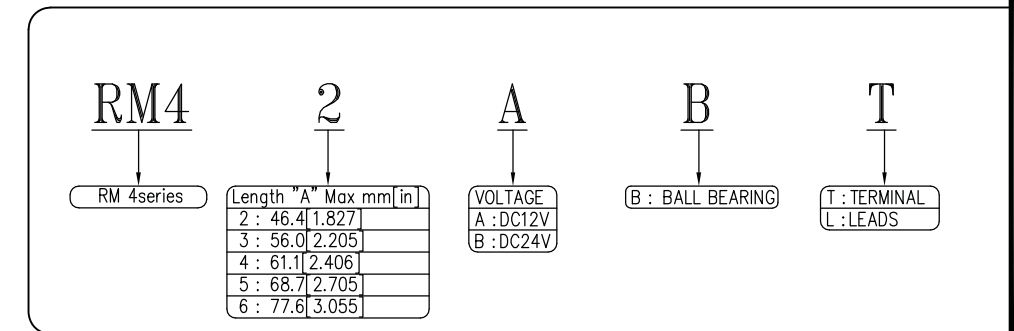 RM4 2 A B T
RM 4series
Length "A" Max mm[in]
2 : 46.4[1.827]
3 : 56.0[2.205]
4 : 61.1[2.406]
5 : 68.7[2.705]
6 : 77.6[3.055]
VOLTAGE
A :DC12V
B :DC24V
B : BALL BEARING
T :TERMINAL
L :LEADS